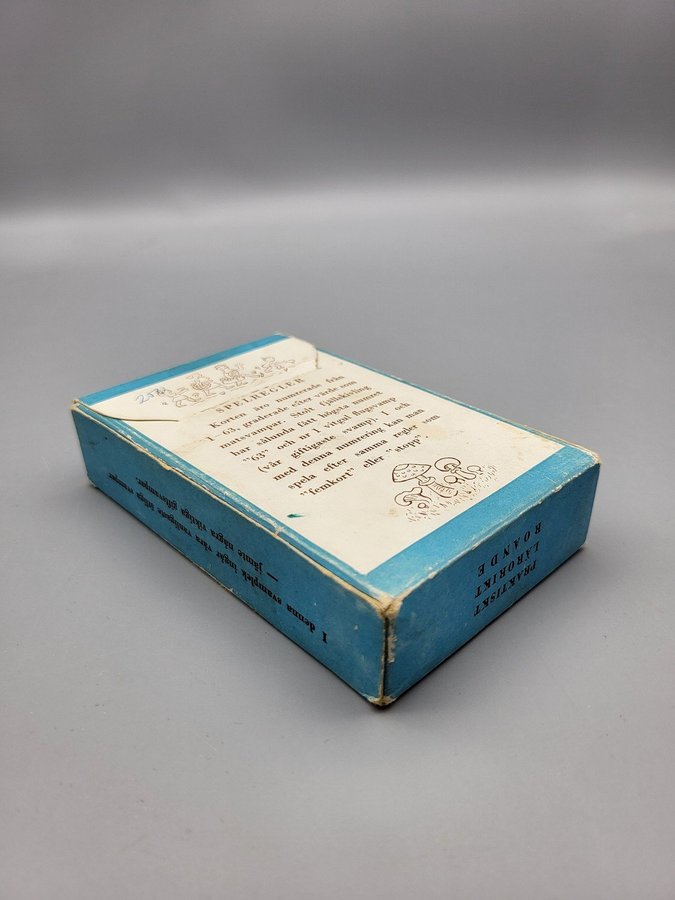 SPELREGLER
Korten äro numrerade från
1–63, graderade efter värde som
matsvampar. Stolt fjällskivling
har sålunda fått högsta numret
"63" och nr 1 vitgul flugsvamp
(vår giftigaste svamp). I och
med denna numrering kan man
spela efter samma regler som
"femkort" eller "stopp".
I denna svamplek ingår våra vanligaste ätliga svampar
— jämte några viktiga giftsvampar.
PRAKTISKT
LÄRORIKT
ROANDE